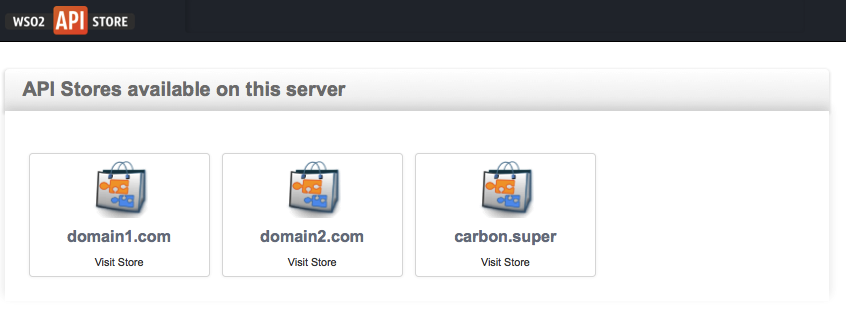 WSO2 API STORE
API Stores available on this server
domain1.com domain2.com carbon.super
Visit Store Visit Store Visit Store